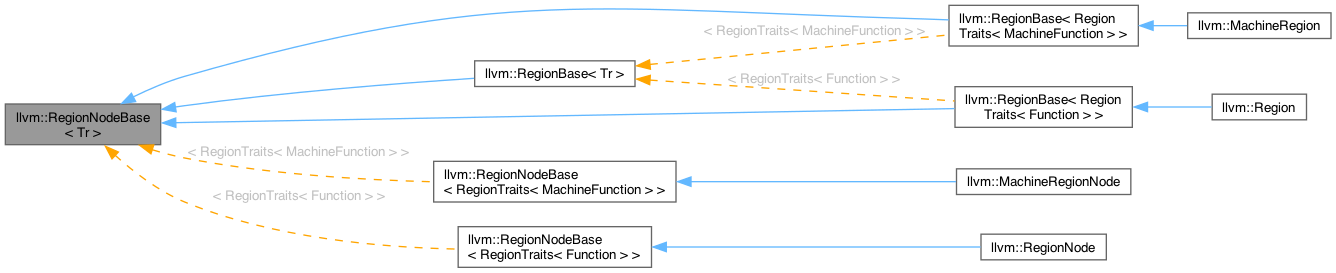 llvm::RegionBase< Region
Traits< MachineFunction > >
llvm::MachineRegion
< RegionTraits< MachineFunction > >
llvm::RegionBase< Tr >
< RegionTraits< Function > >
llvm::RegionBase< Region
Traits< Function > >
llvm::Region
llvm::RegionNodeBase
< Tr >
< RegionTraits< MachineFunction > >
llvm::RegionNodeBase
< RegionTraits< MachineFunction > >
llvm::MachineRegionNode
< RegionTraits< Function > >
llvm::RegionNodeBase
< RegionTraits< Function > >
llvm::RegionNode